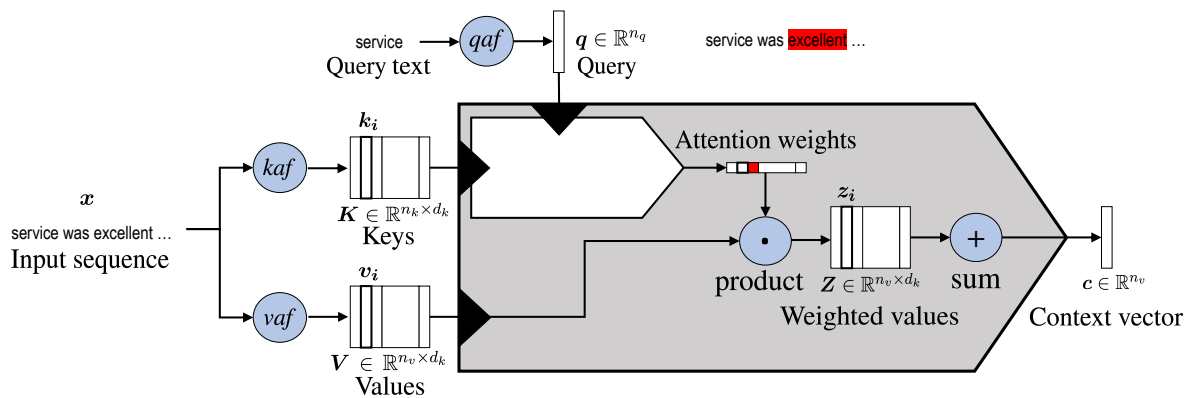 service
Query text
qaf
q ∈ ℝ^{n_q}
Query
service was excellent ...
k_i
kaf
K ∈ ℝ^{n_k×d_k}
Keys
x
service was excellent ...
Input sequence
v_i
vaf
V ∈ ℝ^{n_v×d_k}
Values
Attention weights
·
product
z_i
Z ∈ ℝ^{n_v×d_k}
Weighted values
+
sum
c ∈ ℝ^{n_v}
Context vector